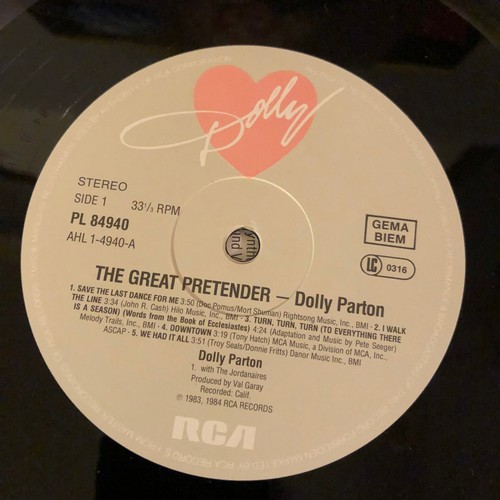 Dolly
STEREO
SIDE 1 33⅓ RPM
PL 84940
AHL 1-4940-A
GEMA
BIEM
LC 0316
THE GREAT PRETENDER – Dolly Parton
1. SAVE THE LAST DANCE FOR ME 3:50 (Doc Pomus/Mort Shuman) Rightsong Music, Inc., BMI · 2. I WALK
THE LINE 3:34 (John R. Cash) Hilo Music, Inc., BMI · 3. TURN, TURN, TURN (TO EVERYTHING THERE
IS A SEASON) (Words from the Book of Ecclesiastes) 4:24 (Adaptation and Music by Pete Seeger)
Melody Trails, Inc., BMI · 4. DOWNTOWN 3:19 (Tony Hatch) MCA Music, a Division of MCA, Inc.,
ASCAP · 5. WE HAD IT ALL 3:51 (Troy Seals/Donnie Fritts) Danor Music Inc., BMI
Dolly Parton
1. with The Jordanaires
Produced by Val Garay
Recorded: Calif.
℗ 1983, 1984 RCA RECORDS
RCA